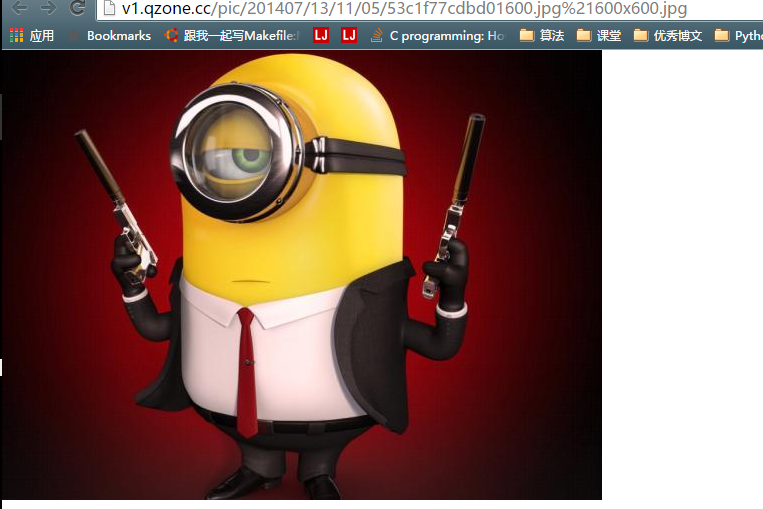 v1.qzone.cc/pic/201407/13/11/05/53c1f77cdbd01600.jpg%21600x600.jpg
应用 Bookmarks 跟我一起写Makefile: LJ LJ C programming: Ho 算法 课堂 优秀博文 Pytho